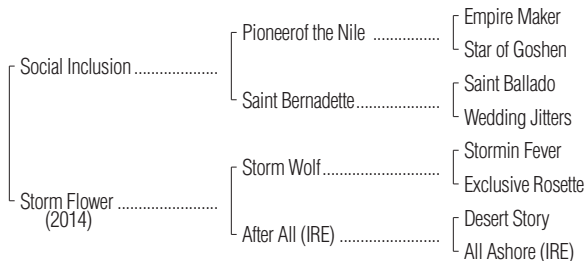 Empire Maker
Pioneerof the Nile ................
Star of Goshen
Social Inclusion ....................
Saint Ballado
Saint Bernadette....................
Wedding Jitters
Stormin Fever
Storm Wolf............................
Exclusive Rosette
Storm Flower ........................
(2014)
Desert Story
After All (IRE) ........................
All Ashore (IRE)